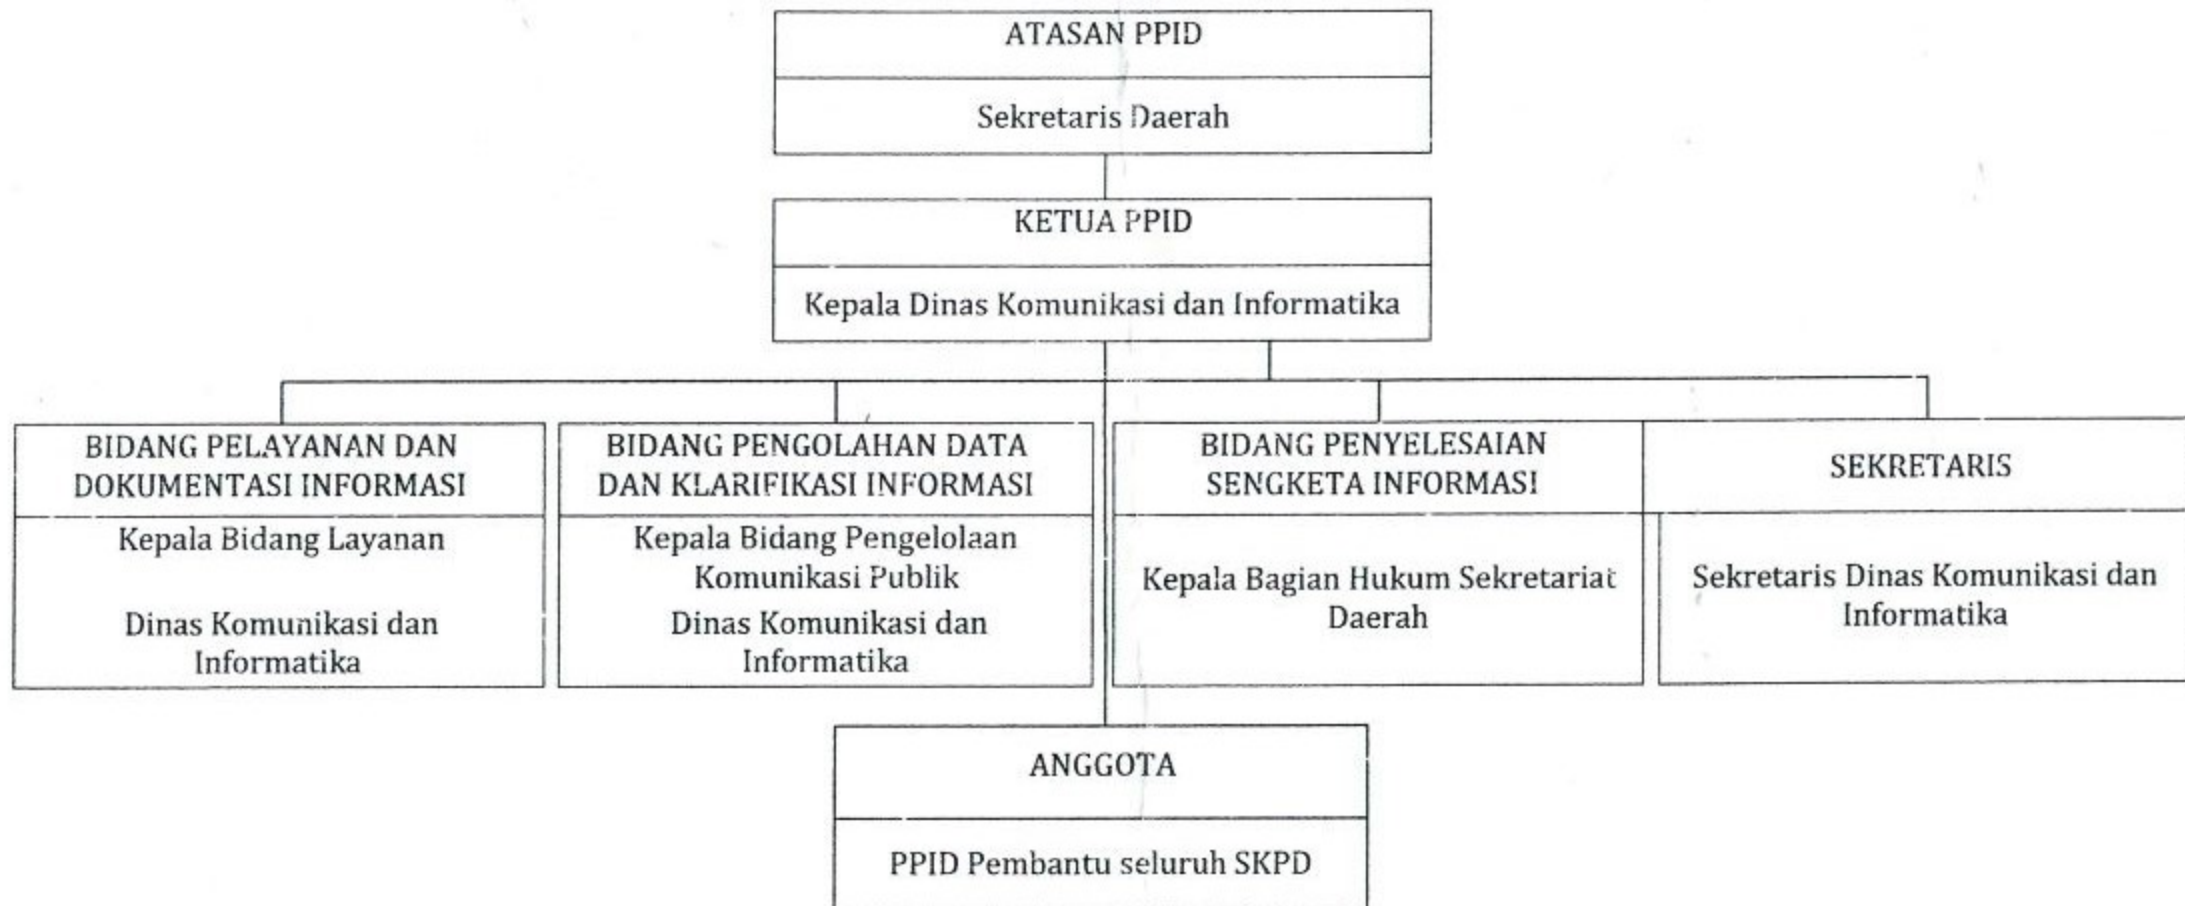 ATASAN PPID
Sekretaris Daerah
KETUA PPID
Kepala Dinas Komunikasi dan Informatika
BIDANG PELAYANAN DAN
DOKUMENTASI INFORMASI
Kepala Bidang Layanan
Dinas Komunikasi dan
Informatika
BIDANG PENGOLAHAN DATA
DAN KLARIFIKASI INFORMASI
Kepala Bidang Pengelolaan
Komunikasi Publik
Dinas Komunikasi dan
Informatika
BIDANG PENYELESAIAN
SENGKETA INFORMASI
Kepala Bagian Hukum Sekretariat
Daerah
SEKRETARIS
Sekretaris Dinas Komunikasi dan
Informatika
ANGGOTA
PPID Pembantu seluruh SKPD